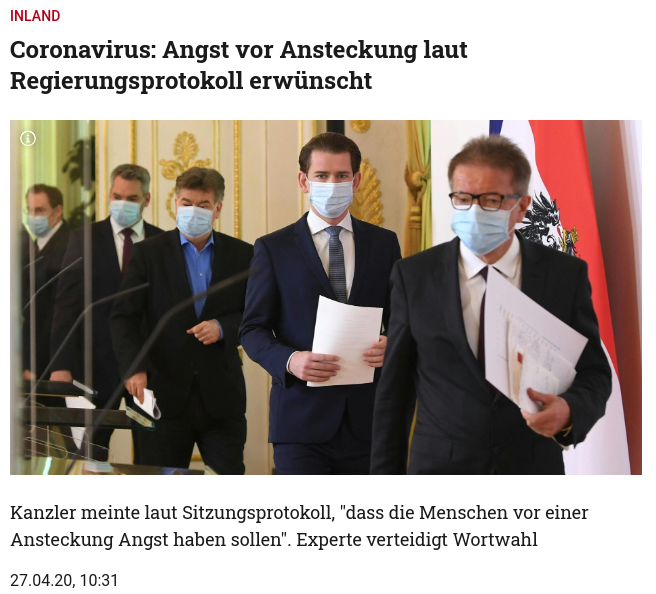 INLAND
Coronavirus: Angst vor Ansteckung laut
Regierungsprotokoll erwünscht
Kanzler meinte laut Sitzungsprotokoll, "dass die Menschen vor einer
Ansteckung Angst haben sollen". Experte verteidigt Wortwahl
27.04.20, 10:31